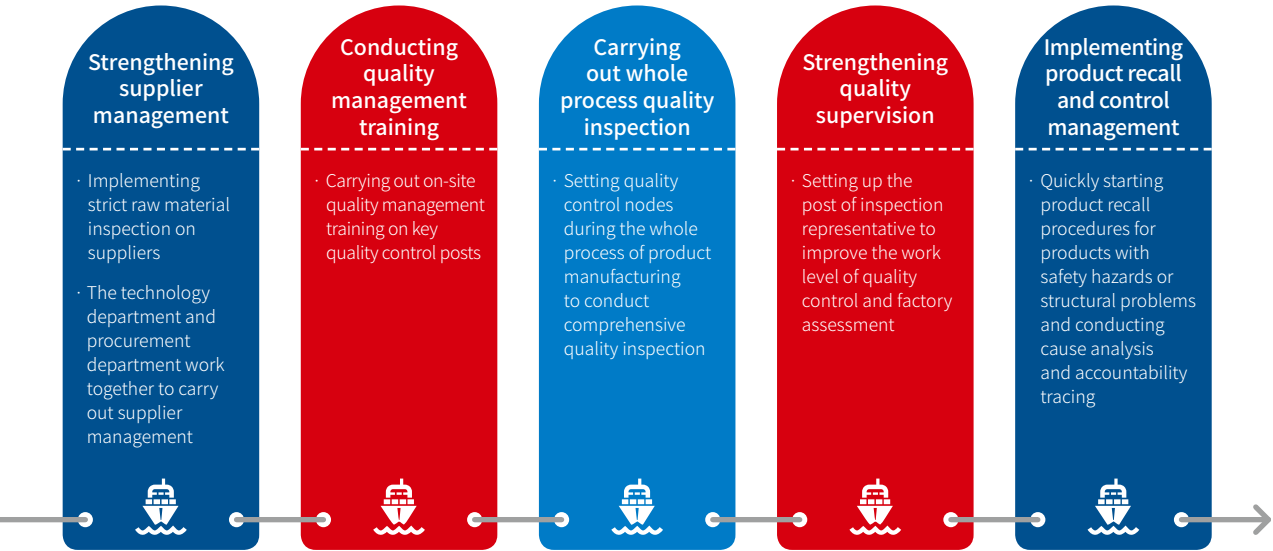 Strengthening
supplier
management
· Implementing
strict raw material
inspection on
suppliers
· The technology
department and
procurement
department work
together to carry
out supplier
management
Conducting
quality
management
training
· Carrying out on-site
quality management
training on key
quality control posts
Carrying
out whole
process quality
inspection
· Setting quality
control nodes
during the whole
process of product
manufacturing
to conduct
comprehensive
quality inspection
Strengthening
quality
supervision
· Setting up the
post of inspection
representative to
improve the work
level of quality
control and factory
assessment
Implementing
product recall
and control
management
· Quickly starting
product recall
procedures for
products with
safety hazards or
structural problems
and conducting
cause analysis
and accountability
tracing